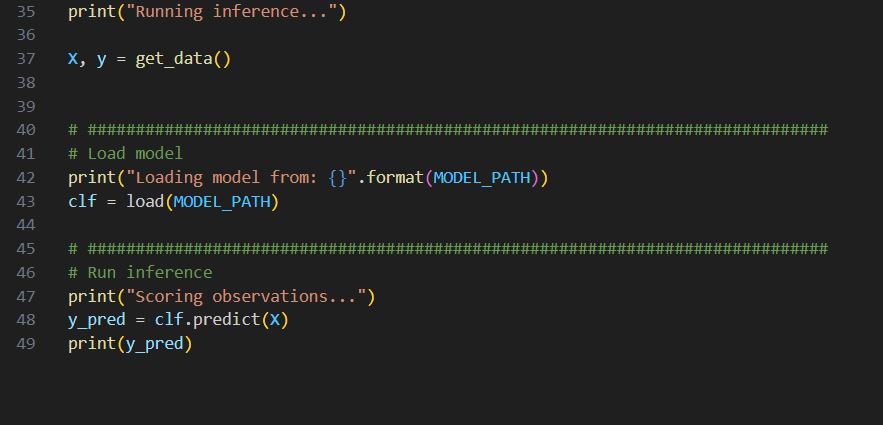 35 print("Running inference...")
36
37 X, y = get_data()
38
39
40 # #############################################################################
41 # Load model
42 print("Loading model from: {}".format(MODEL_PATH))
43 clf = load(MODEL_PATH)
44
45 # #############################################################################
46 # Run inference
47 print("Scoring observations...")
48 y_pred = clf.predict(X)
49 print(y_pred)